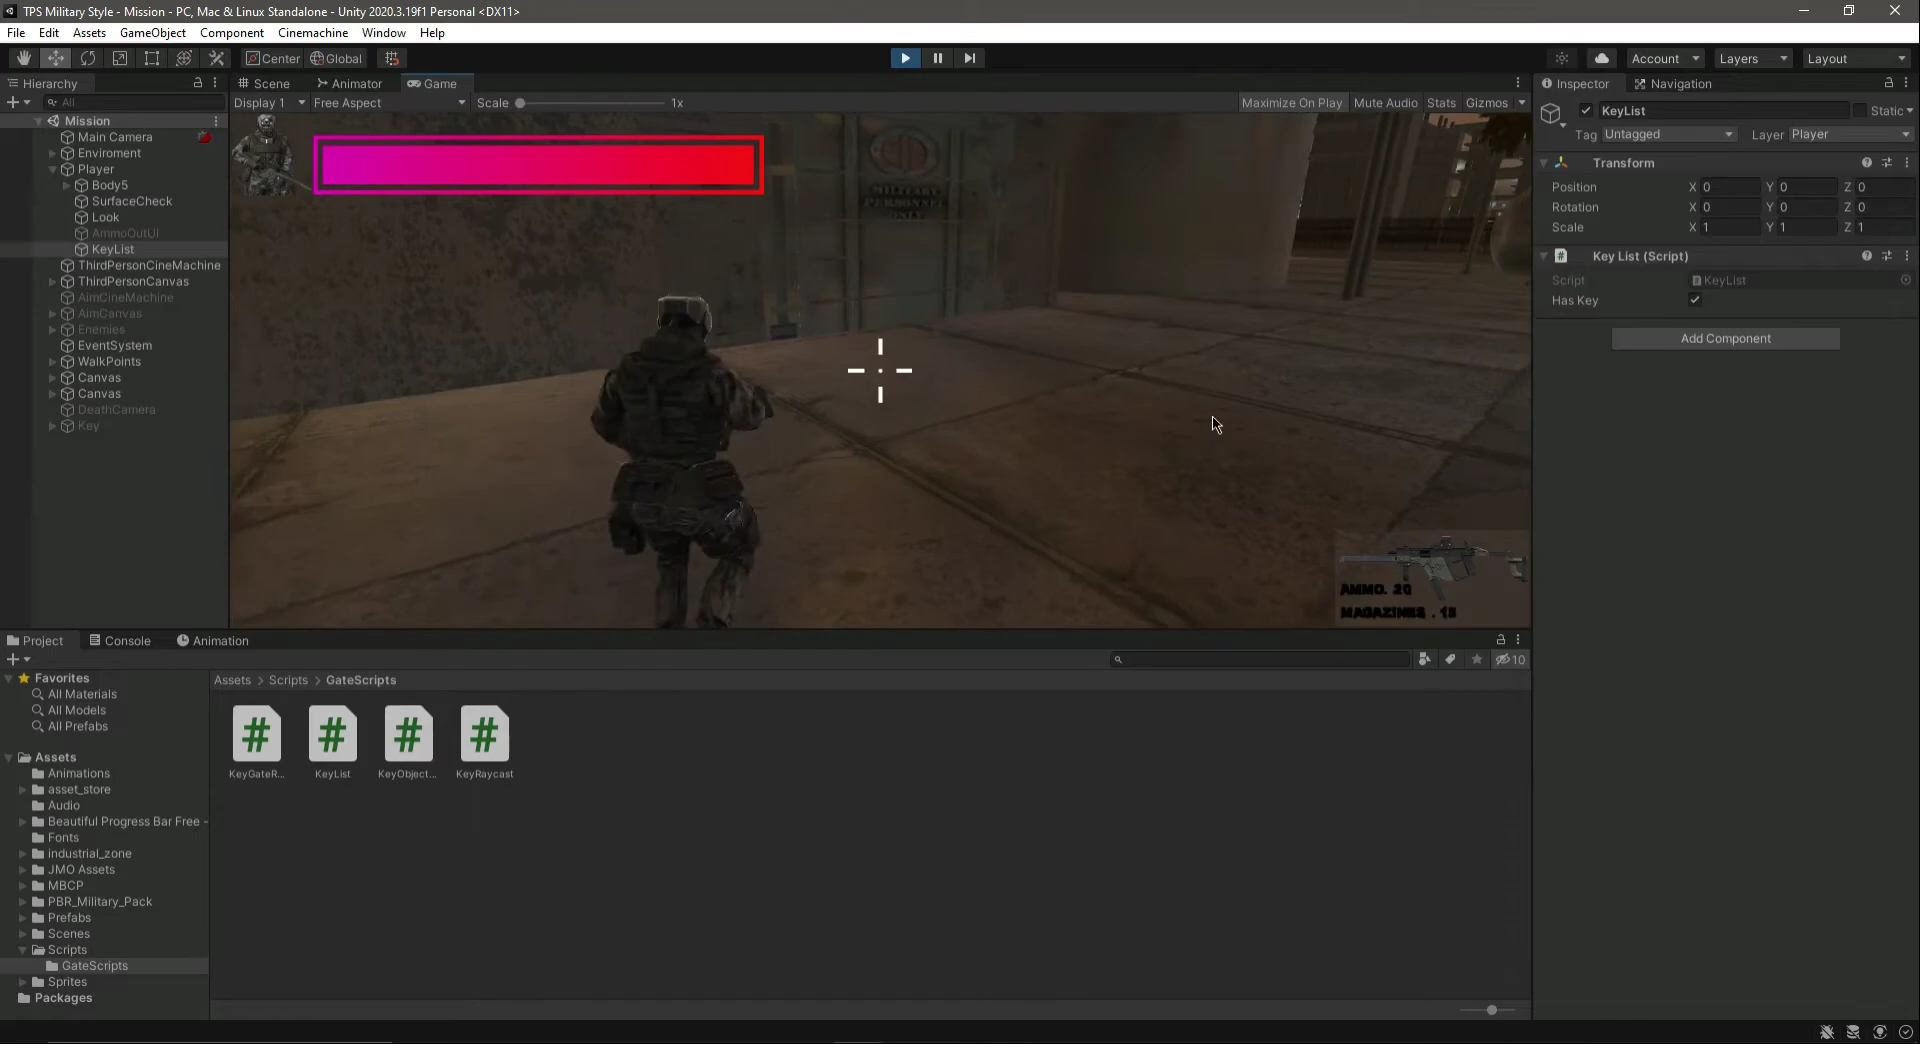 TPS Military Style - Mission - PC, Mac & Linux Standalone - Unity 2020.3.19f1 Personal <DX11>
File Edit Assets GameObject Component Cinemachine Window Help
Center Global Account Layers Layout
Hierarchy
All
Mission
Main Camera
Enviroment
Player
Body5
SurfaceCheck
Look
AmmoOutUI
KeyList
ThirdPersonCineMachine
ThirdPersonCanvas
AimCineMachine
AimCanvas
Enemies
EventSystem
WalkPoints
Canvas
Canvas
DeathCamera
Key
Scene Animator Game
Display 1 Free Aspect Scale 1x Maximize On Play Mute Audio Stats Gizmos
MILITARY
PERSONNEL
ONLY
AMMO. 20
MAGAZINES . 15
Inspector Navigation
KeyList Static
Tag Untagged Layer Player
Transform
Position X 0 Y 0 Z 0
Rotation X 0 Y 0 Z 0
Scale X 1 Y 1 Z 1
Key List (Script)
Script KeyList
Has Key
Add Component
Project Console Animation
10
Favorites
All Materials
All Models
All Prefabs
Assets
Animations
asset_store
Audio
Beautiful Progress Bar Free -
Fonts
industrial_zone
JMO Assets
MBCP
PBR_Military_Pack
Prefabs
Scenes
Scripts
GateScripts
Sprites
Packages
Assets > Scripts > GateScripts
KeyGateR... KeyList KeyObject... KeyRaycast